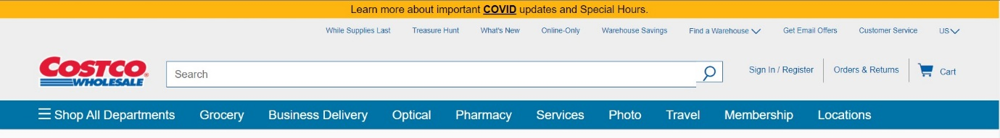 Learn more about important COVID updates and Special Hours.
While Supplies Last Treasure Hunt What's New Online-Only Warehouse Savings Find a Warehouse Get Email Offers Customer Service US
COSTCO WHOLESALE
Search
Sign In / Register Orders & Returns Cart
Shop All Departments Grocery Business Delivery Optical Pharmacy Services Photo Travel Membership Locations